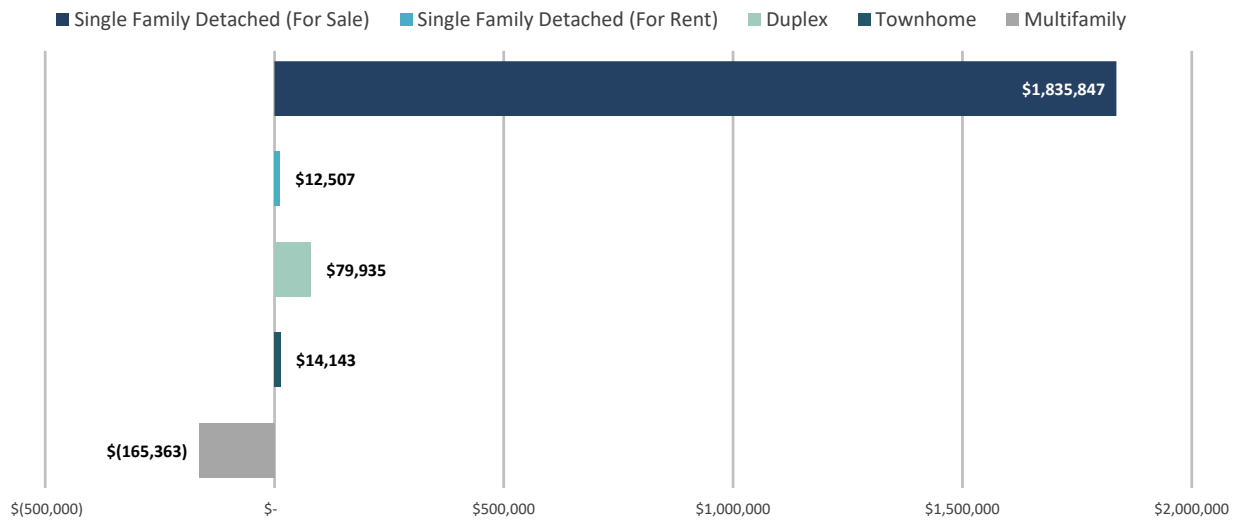 Single Family Detached (For Sale) Single Family Detached (For Rent) Duplex Townhome Multifamily
$1,835,847
$12,507
$79,935
$14,143
$(165,363)
$(500,000) $- $500,000 $1,000,000 $1,500,000 $2,000,000